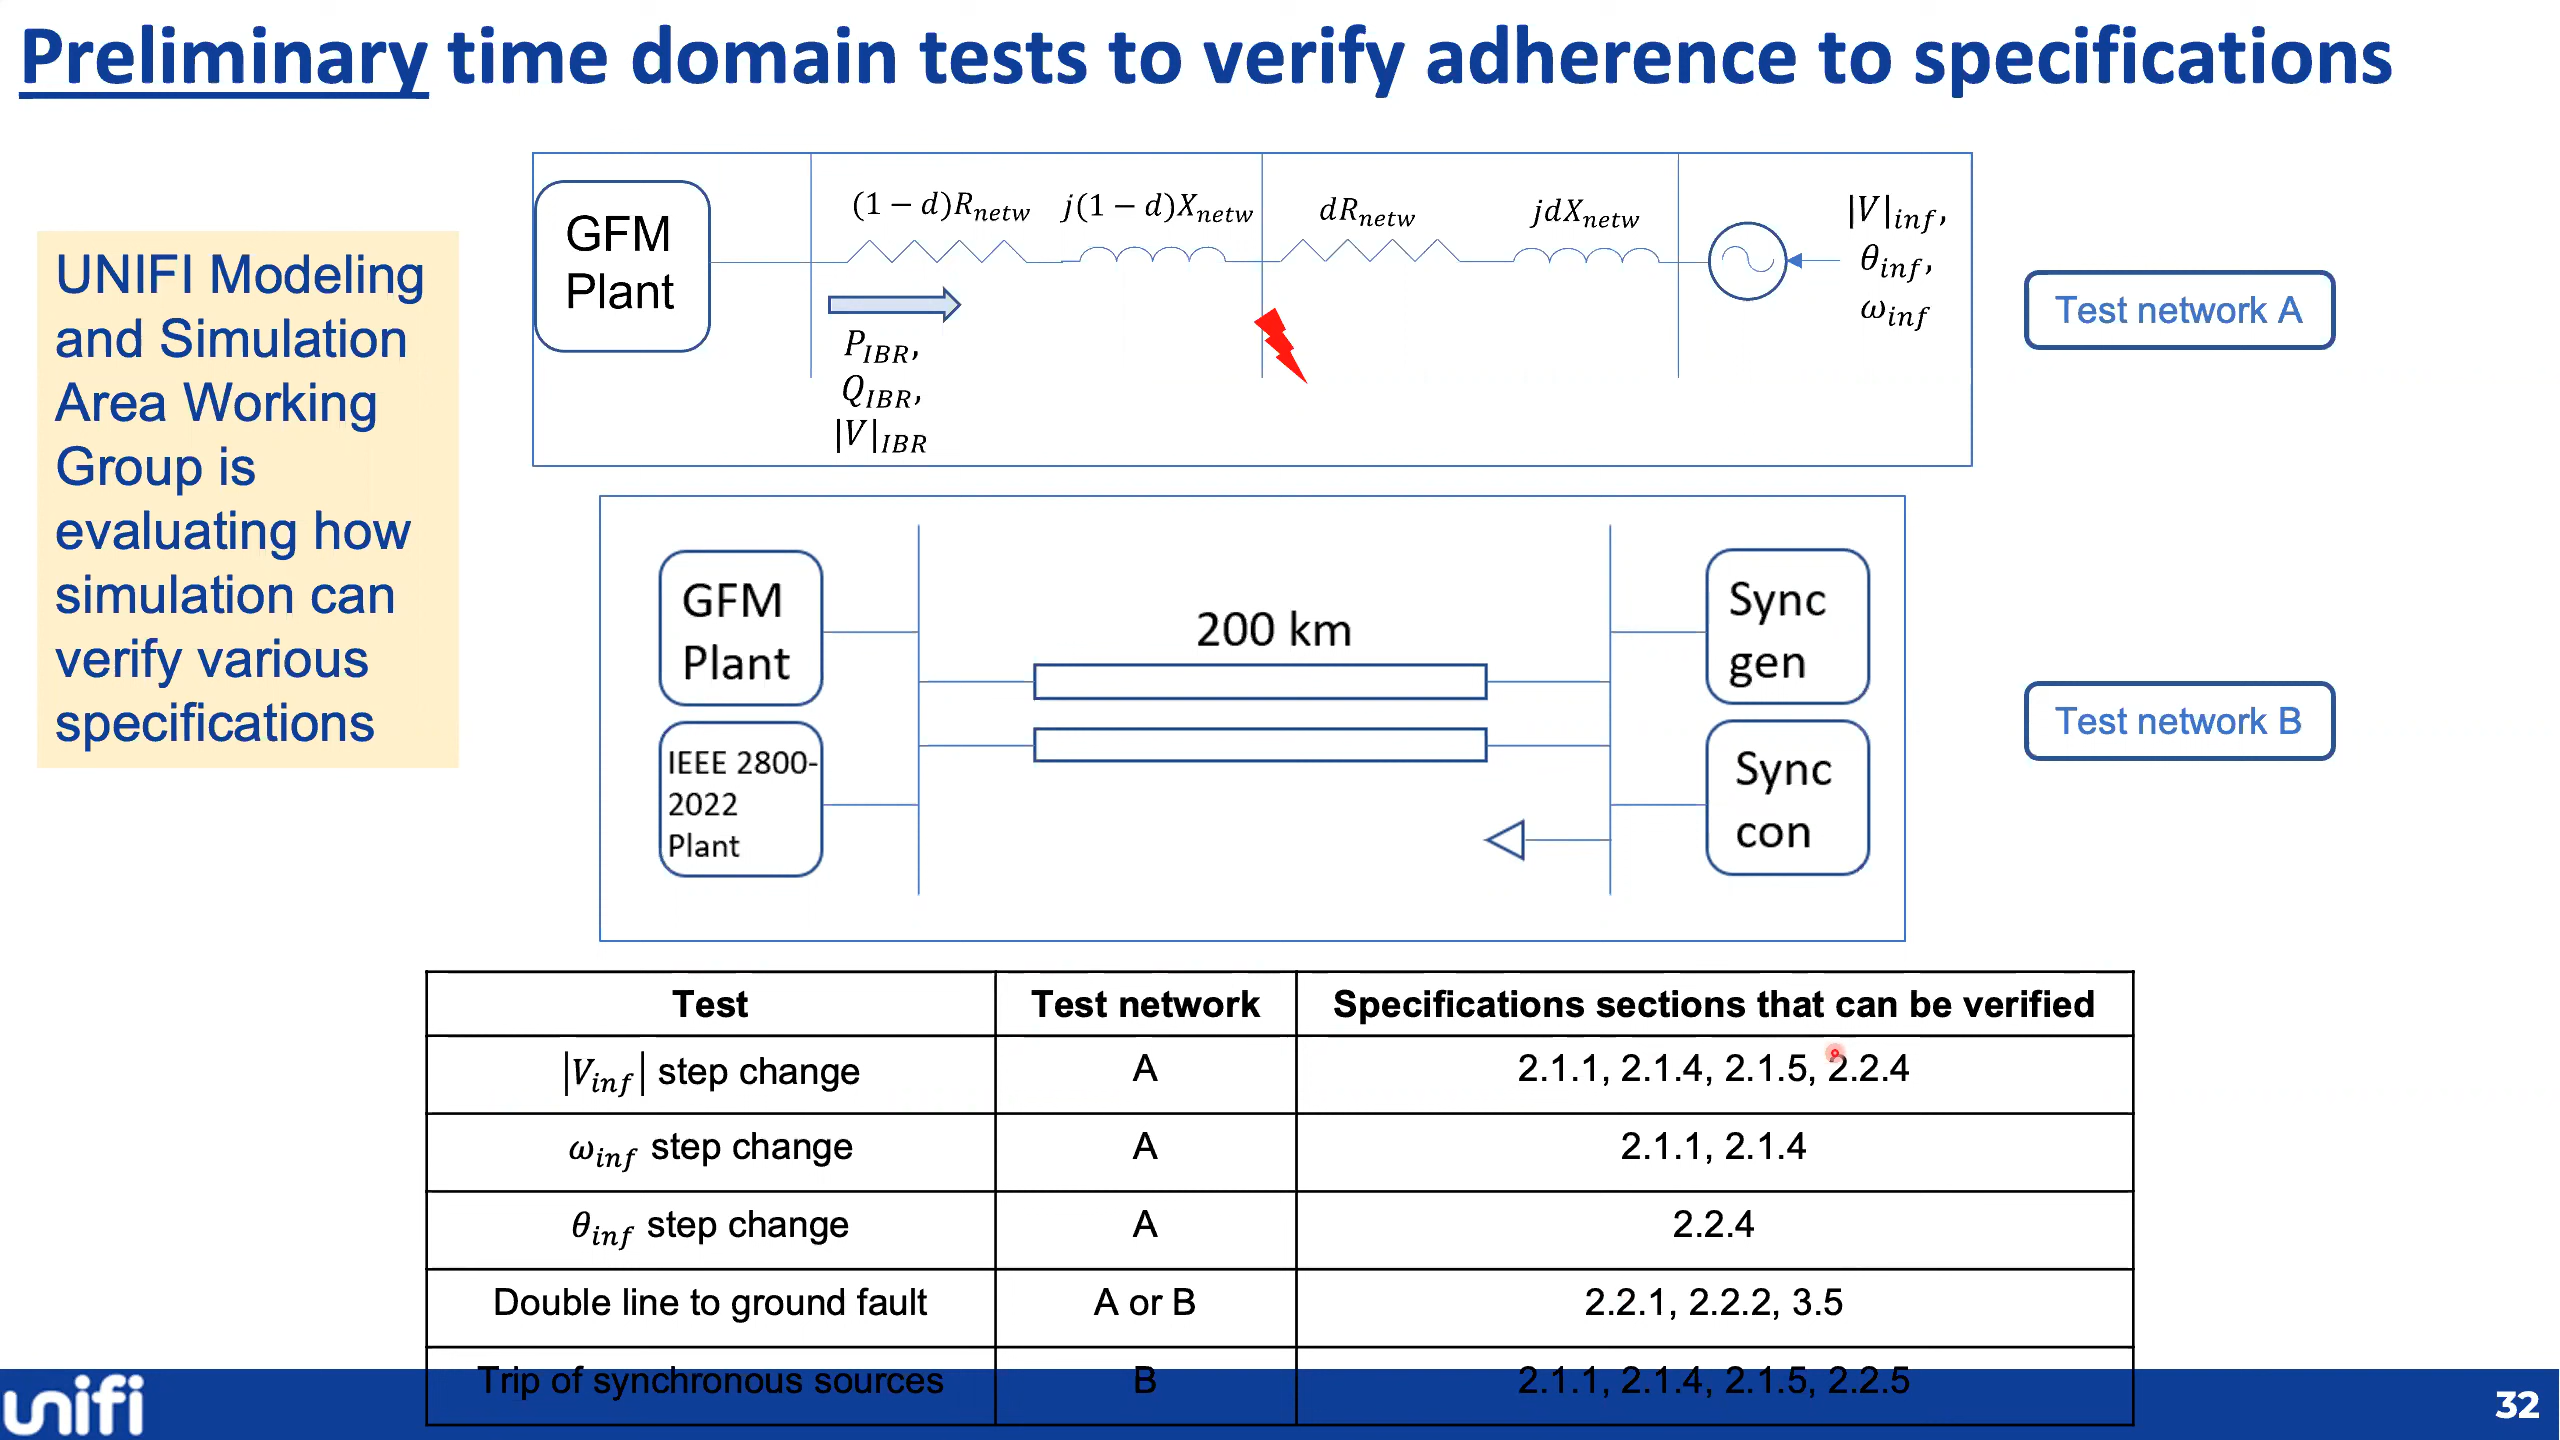 Preliminary time domain tests to verify adherence to specifications
UNIFI Modeling
and Simulation
Area Working
Group is
evaluating how
simulation can
verify various
specifications
GFM
Plant
(1 − d)R_netw
j(1 − d)X_netw
dR_netw
jdX_netw
|V|_inf,
θ_inf,
ω_inf
P_IBR,
Q_IBR,
|V|_IBR
Test network A
GFM
Plant
IEEE 2800-
2022
Plant
200 km
Sync
gen
Sync
con
Test network B
Test Test network Specifications sections that can be verified
|V_inf| step change A 2.1.1, 2.1.4, 2.1.5, 2.2.4
ω_inf step change A 2.1.1, 2.1.4
θ_inf step change A 2.2.4
Double line to ground fault A or B 2.2.1, 2.2.2, 3.5
Trip of synchronous sources B 2.1.1, 2.1.4, 2.1.5, 2.2.5
unifi
32